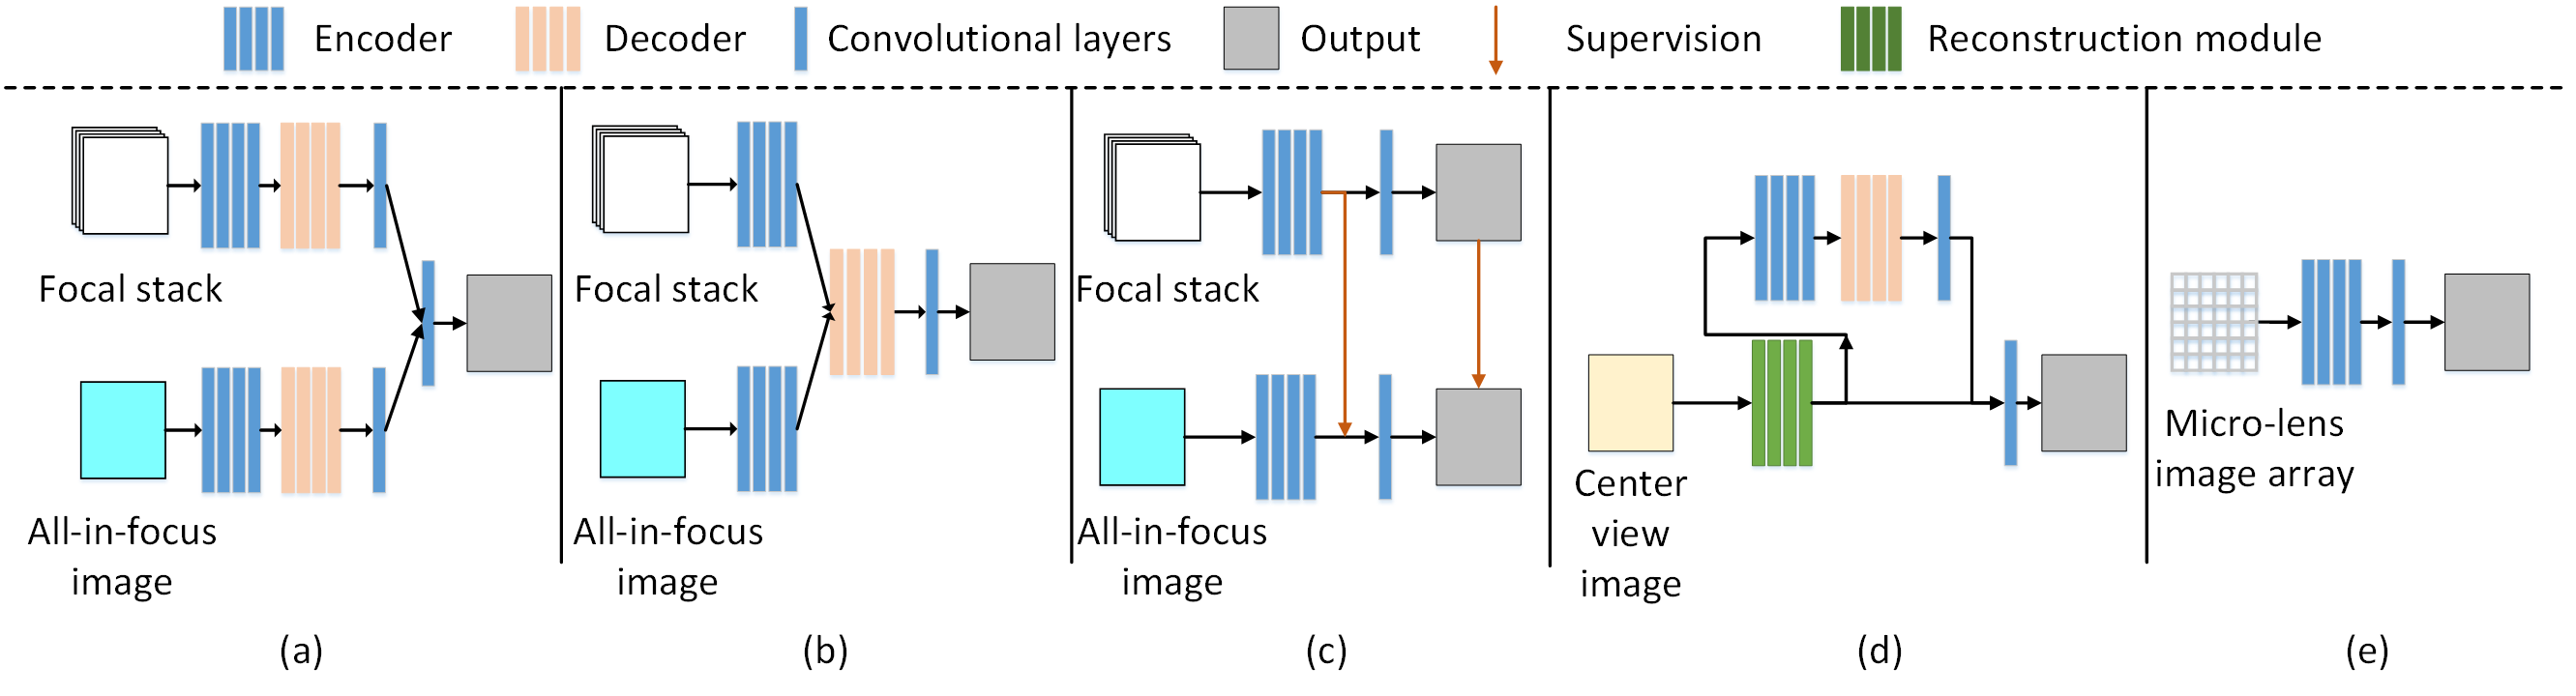 Encoder Decoder Convolutional layers Output Supervision Reconstruction module
Focal stack
All-in-focus
image
(a)
Focal stack
All-in-focus
image
(b)
Focal stack
All-in-focus
image
(c)
Center
view
image
(d)
Micro-lens
image array
(e)